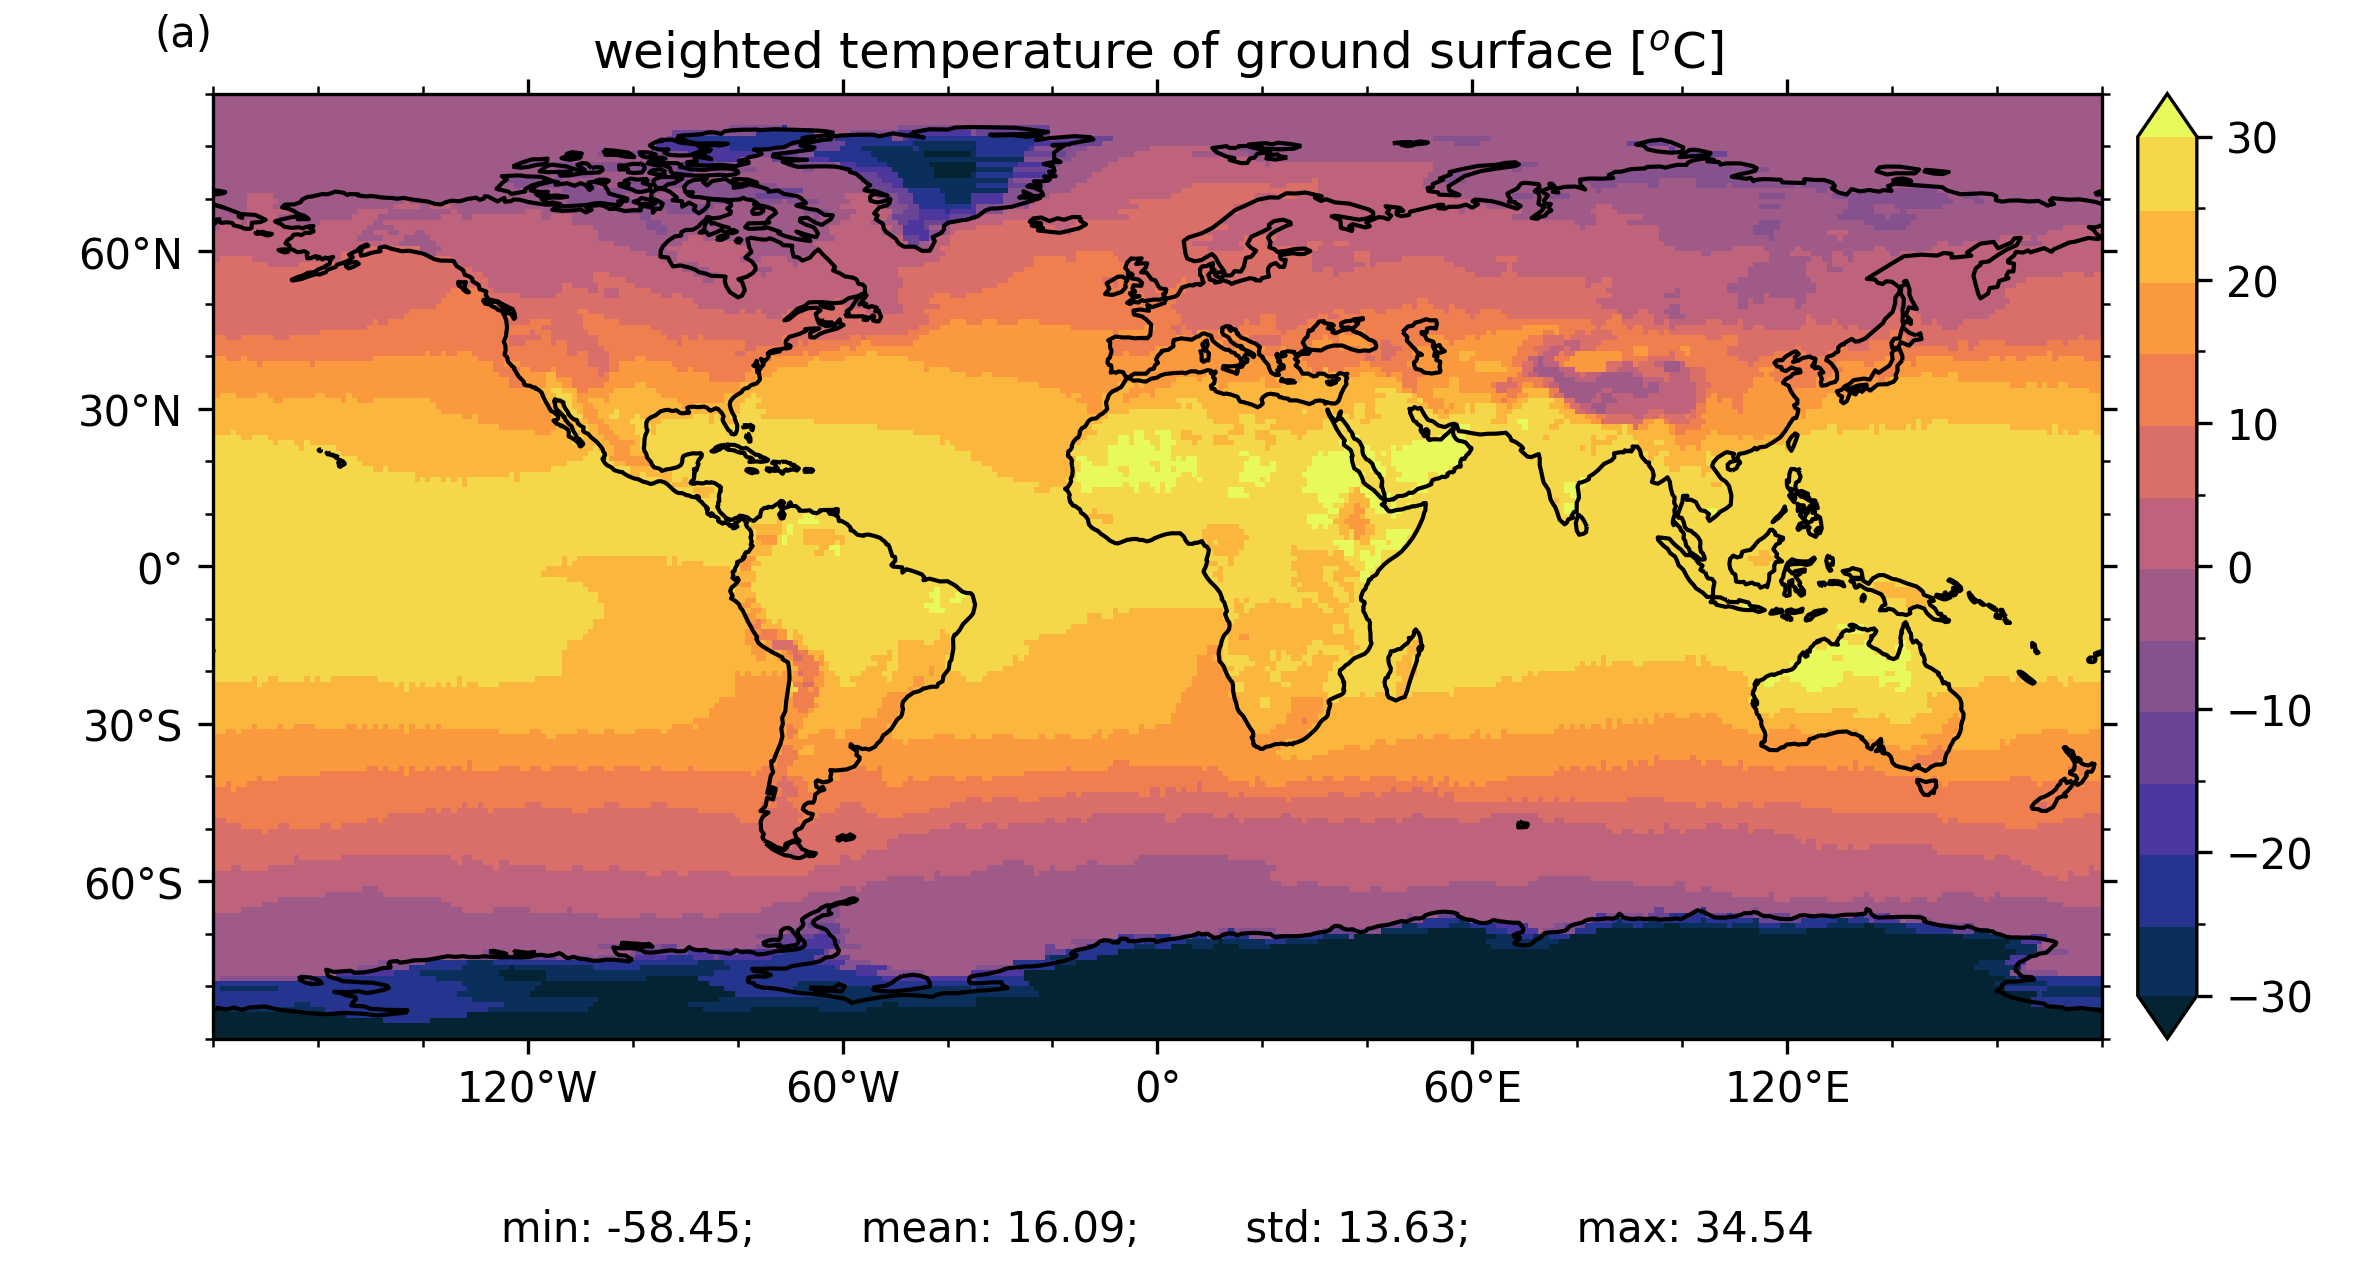 (a)
weighted temperature of ground surface [°C]
30
20
10
0
−10
−20
−30
60°N
30°N
0°
30°S
60°S
120°W 60°W 0° 60°E 120°E
min: -58.45; mean: 16.09; std: 13.63; max: 34.54